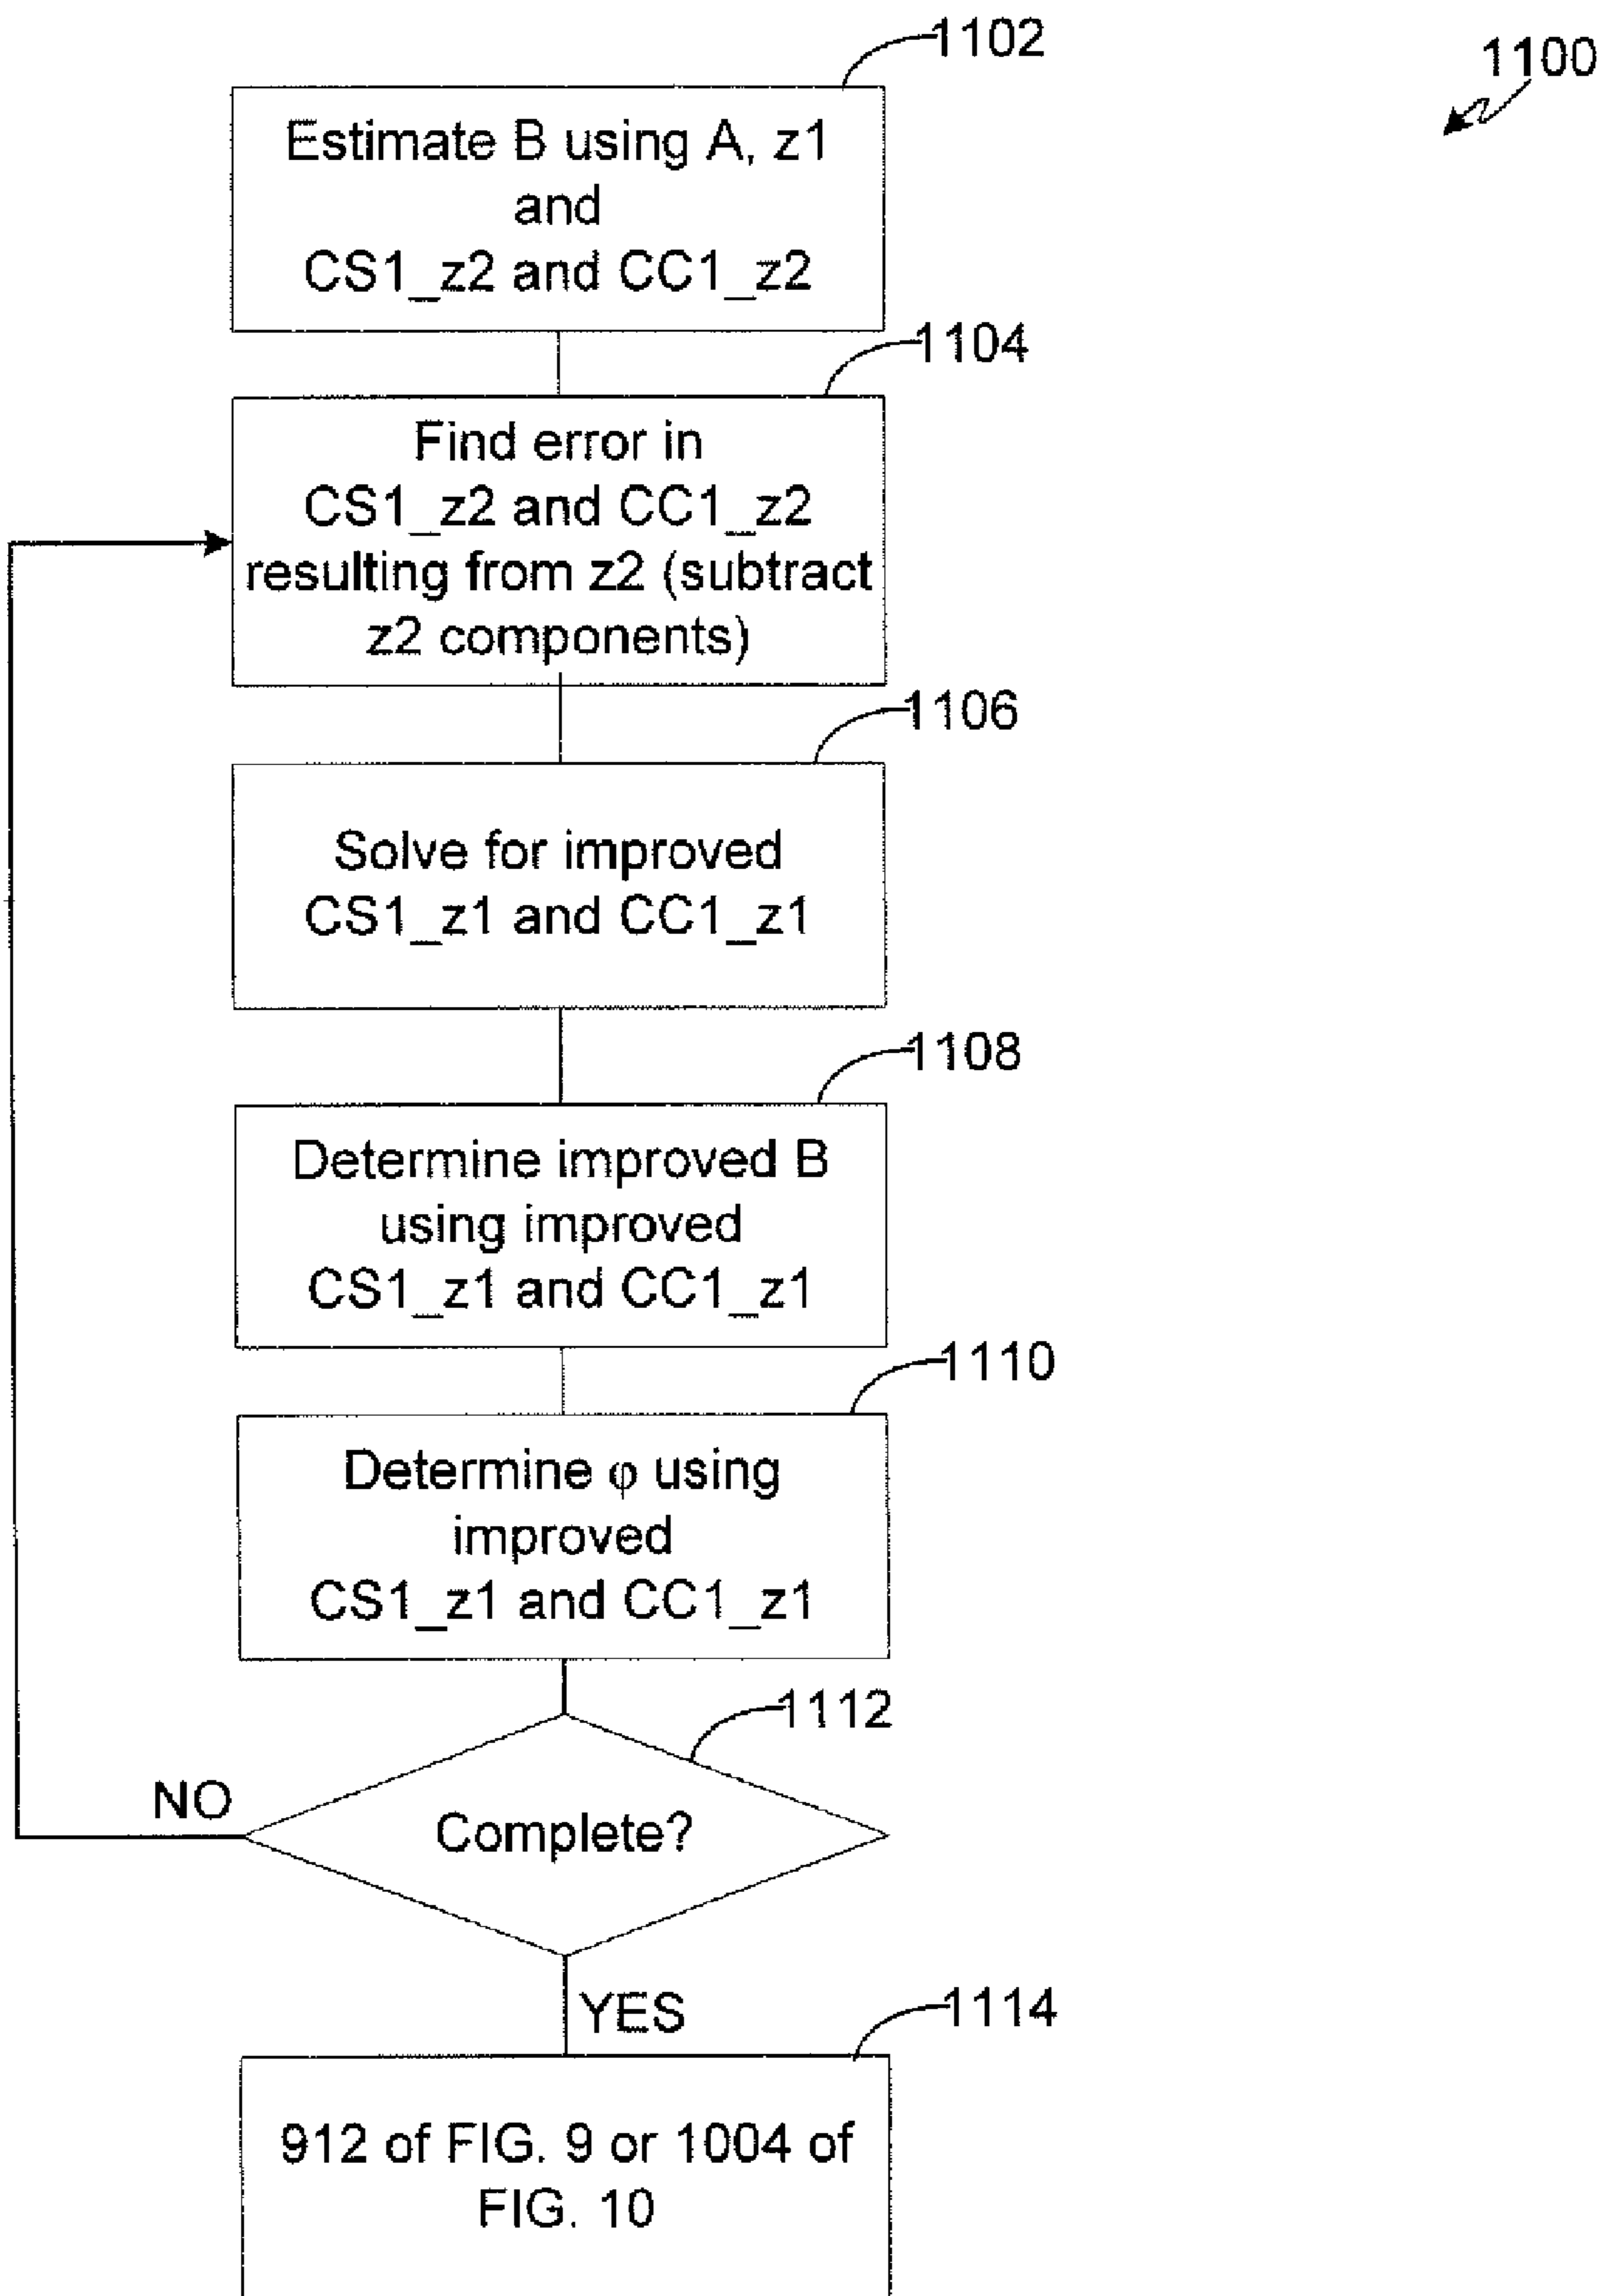 1102
1100
Estimate B using A, z1
and
CS1_z2 and CC1_z2
1104
Find error in
CS1_z2 and CC1_z2
resulting from z2 (subtract
z2 components)
1106
Solve for improved
CS1_z1 and CC1_z1
1108
Determine improved B
using improved
CS1_z1 and CC1_z1
1110
Determine φ using
improved
CS1_z1 and CC1_z1
1112
NO
Complete?
YES
1114
912 of FIG. 9 or 1004 of
FIG. 10